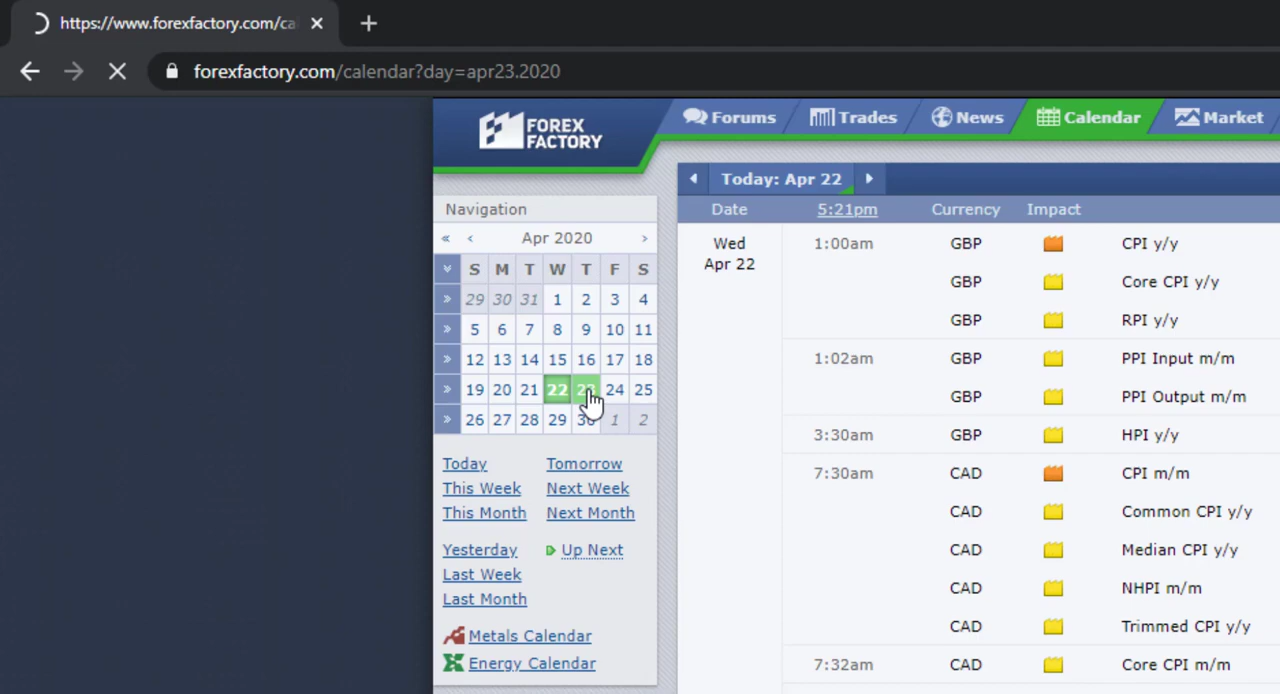 https://www.forexfactory.com/ca
forexfactory.com/calendar?day=apr23.2020
FOREX FACTORY
Forums Trades News Calendar Market
Navigation
« ‹ Apr 2020 ›
S M T W T F S
» 29 30 31 1 2 3 4
» 5 6 7 8 9 10 11
» 12 13 14 15 16 17 18
» 19 20 21 22 23 24 25
» 26 27 28 29 30 1 2
Today Tomorrow
This Week Next Week
This Month Next Month
Yesterday Up Next
Last Week
Last Month
Metals Calendar
Energy Calendar
Today: Apr 22
Date 5:21pm Currency Impact
Wed 1:00am GBP CPI y/y
Apr 22
GBP Core CPI y/y
GBP RPI y/y
1:02am GBP PPI Input m/m
GBP PPI Output m/m
3:30am GBP HPI y/y
7:30am CAD CPI m/m
CAD Common CPI y/y
CAD Median CPI y/y
CAD NHPI m/m
CAD Trimmed CPI y/y
7:32am CAD Core CPI m/m